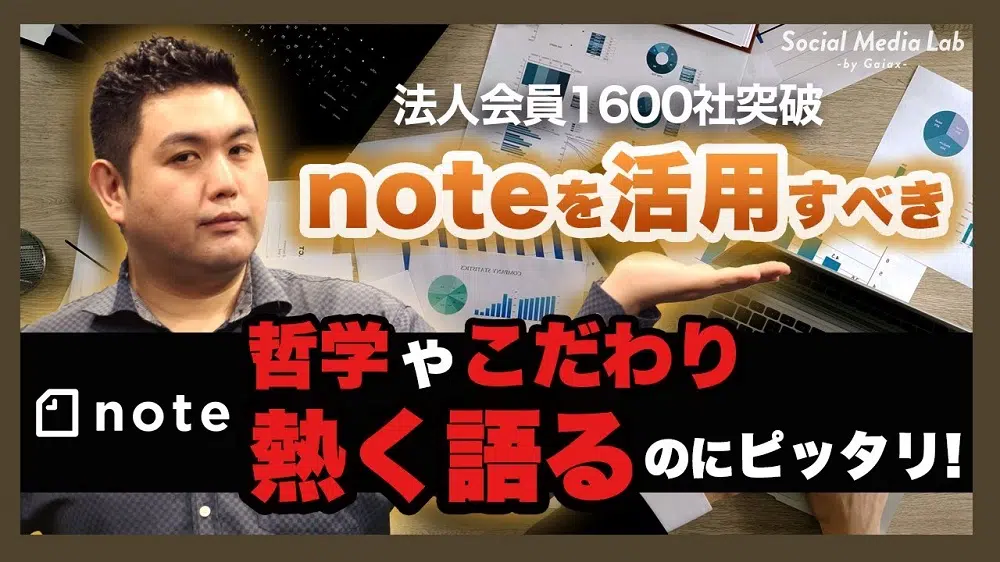 Social Media Lab
-by Gaiax-
法人会員1600社突破
noteを活用すべき
COMPANY STATISTICS
哲学やこだわり
note
熱く語るのにピッタリ!